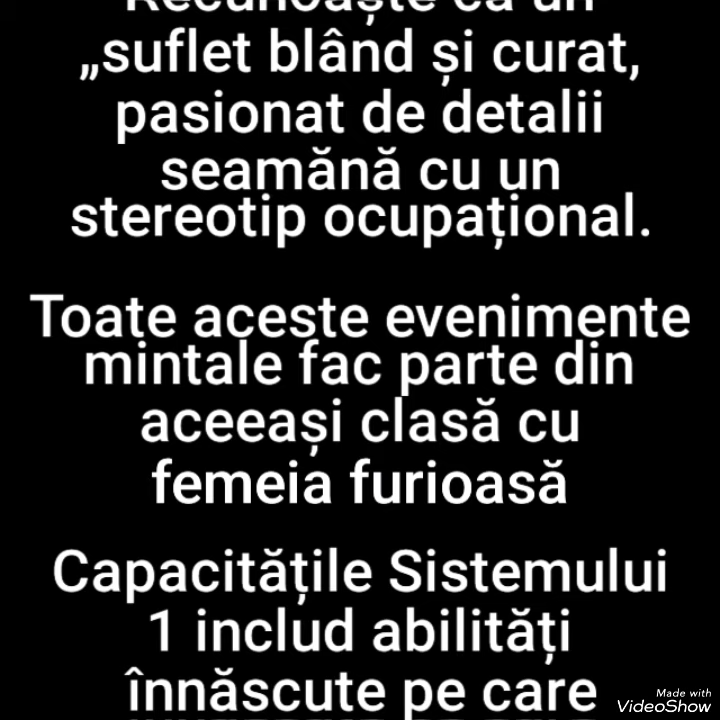 Recunoaște că un
„suflet blând și curat,
pasionat de detalii
seamănă cu un
stereotip ocupațional.
Toate aceste evenimente
mintale fac parte din
aceeași clasă cu
femeia furioasă
Capacitățile Sistemului
1 includ abilități
înnăscute pe care
Made with
VideoShow